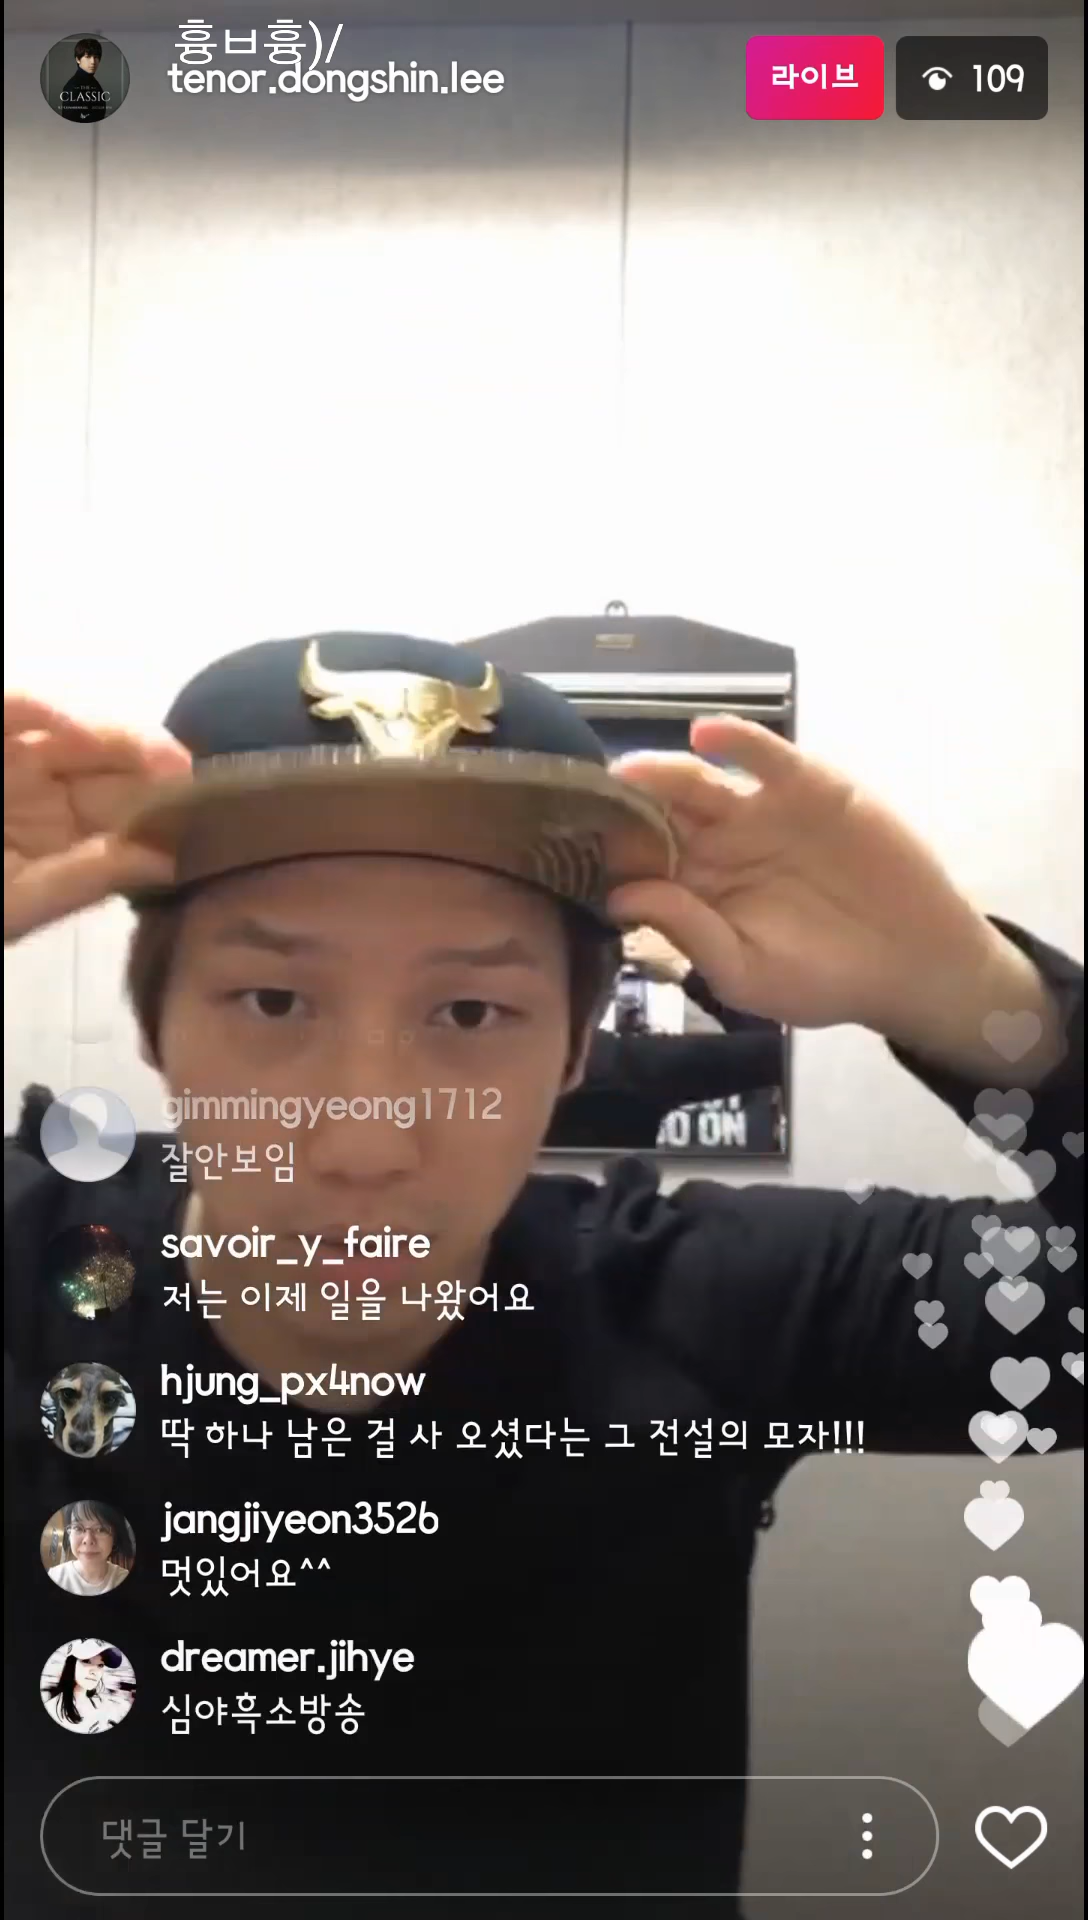 흉ㅂ흉)/
tenor.dongshin.lee
라이브
109
CLASSIC
O ON
gimmingyeong1712
잘안보임
savoir_y_faire
저는 이제 일을 나왔어요
hjung_px4now
딱 하나 남은 걸 사 오셨다는 그 전설의 모자!!!
jangjiyeon3526
멋있어요^^
dreamer.jihye
심야흑소방송
댓글 달기